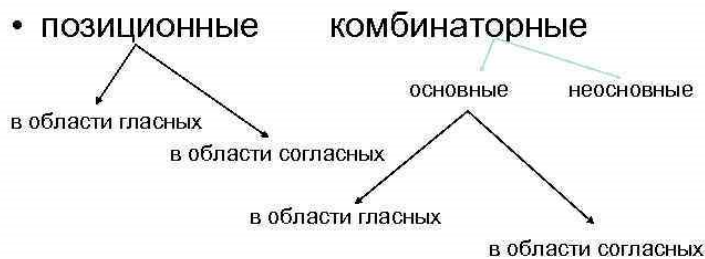 • позиционные комбинаторные
основные неосновные
в области гласных
в области согласных
в области гласных
в области согласных